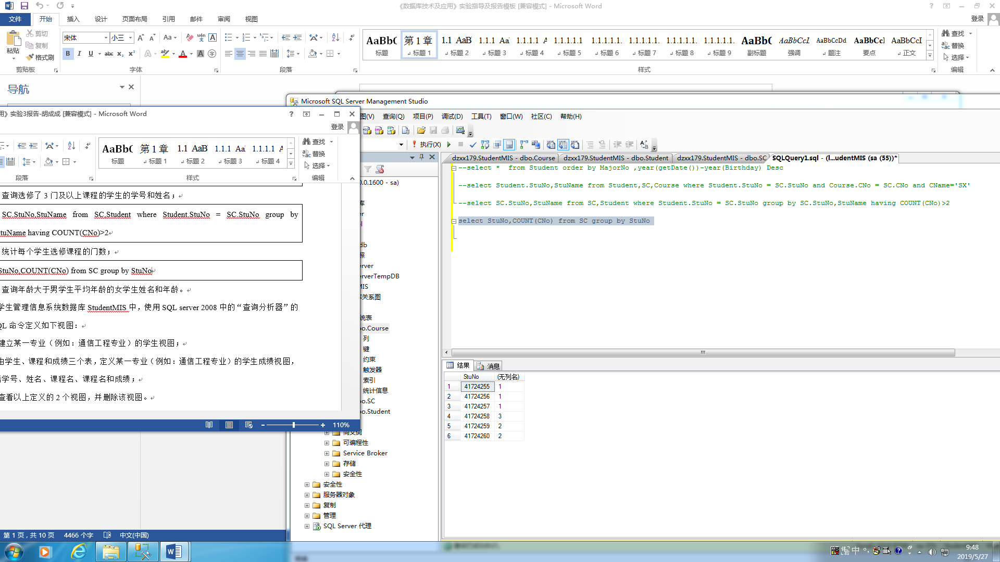 《数据库技术及应用》实验指导及报告模板 [兼容模式] - Microsoft Word
文件 开始 插入 设计 页面布局 引用 邮件 审阅 视图 登录
粘贴 剪切 复制 格式刷
宋体 小三
AaBbC 第 1 章 1.1 AaB 1.1.1 Aa 1.1.1.1 A 1.1.1.1.1 1.1.1.1.1. 1.1.1.1.1. 1.1.1.1.1. 1.1.1.1.1. AaBbC AaBbCcL AaBbCcDd AaBbCc AaBbCcD
标题 标题 1 标题 2 标题 3 标题 4 标题 5 标题 6 标题 7 标题 8 标题 9 副标题 强调 题注 要点 正文
查找
替换
选择
剪贴板 字体 段落 样式 编辑
导航
Microsoft SQL Server Management Studio
用》实验3报告-胡成成 [兼容模式] - Microsoft Word
登录
图(V) 查询(Q) 项目(P) 调试(D) 工具(T) 窗口(W) 社区(C) 帮助(H)
执行(X)
AaBbC 第 1 章 1.1 AaB 1.1.1 Aa 1.1.1.1 A
标题 标题 1 标题 2 标题 3 标题 4
查找
替换
选择
段落 样式 编辑
查询选修了 3 门及以上课程的学生的学号和姓名；
SC.StuNo,StuName from SC,Student where Student.StuNo = SC.StuNo group by
tuName having COUNT(CNo)>2
统计每个学生选修课程的门数；
StuNo,COUNT(CNo) from SC group by StuNo
查询年龄大于男学生平均年龄的女学生姓名和年龄。
学生管理信息系统数据库 StudentMIS 中，使用 SQL server 2008 中的“查询分析器”的
QL 命令定义如下视图：
建立某一专业（例如：通信工程专业）的学生视图；
由学生、课程和成绩三个表，定义某一专业（例如：通信工程专业）的学生成绩视图，
括学号、姓名、课程名、课程名和成绩；
查看以上定义的 2 个视图，并删除该视图。
110%
.0.1600 - sa)
库
er
db
照
erver
erverTempDB
MIS
库关系图
统表
bo.Course
列
键
约束
触发器
索引
统计信息
bo.SC
bo.Student
同义词
可编程性
Service Broker
存储
安全性
安全性
服务器对象
复制
管理
SQL Server 代理
dzxx179.StudentMIS - dbo.Course dzxx179.StudentMIS - dbo.Student dzxx179.StudentMIS - dbo.SC SQLQuery1.sql - (l...udentMIS (sa (55))*
--select *  from Student order by MajorNo ,year(getDate())-year(Birthday) Desc
--select Student.StuNo,StuName from Student,SC,Course where Student.StuNo = SC.StuNo and Course.CNo = SC.CNo and CName='SX'
--select SC.StuNo,StuName from SC,Student where Student.StuNo = SC.StuNo group by SC.StuNo,StuName having COUNT(CNo)>2
select StuNo,COUNT(CNo) from SC group by StuNo
结果 消息
StuNo (无列名)
1 41724255 1
2 41724256 1
3 41724257 1
4 41724258 3
5 41724259 2
6 41724260 2
第 1 页，共 10 页 4466 个字 中文(中国)
中
9:48
2019/5/27